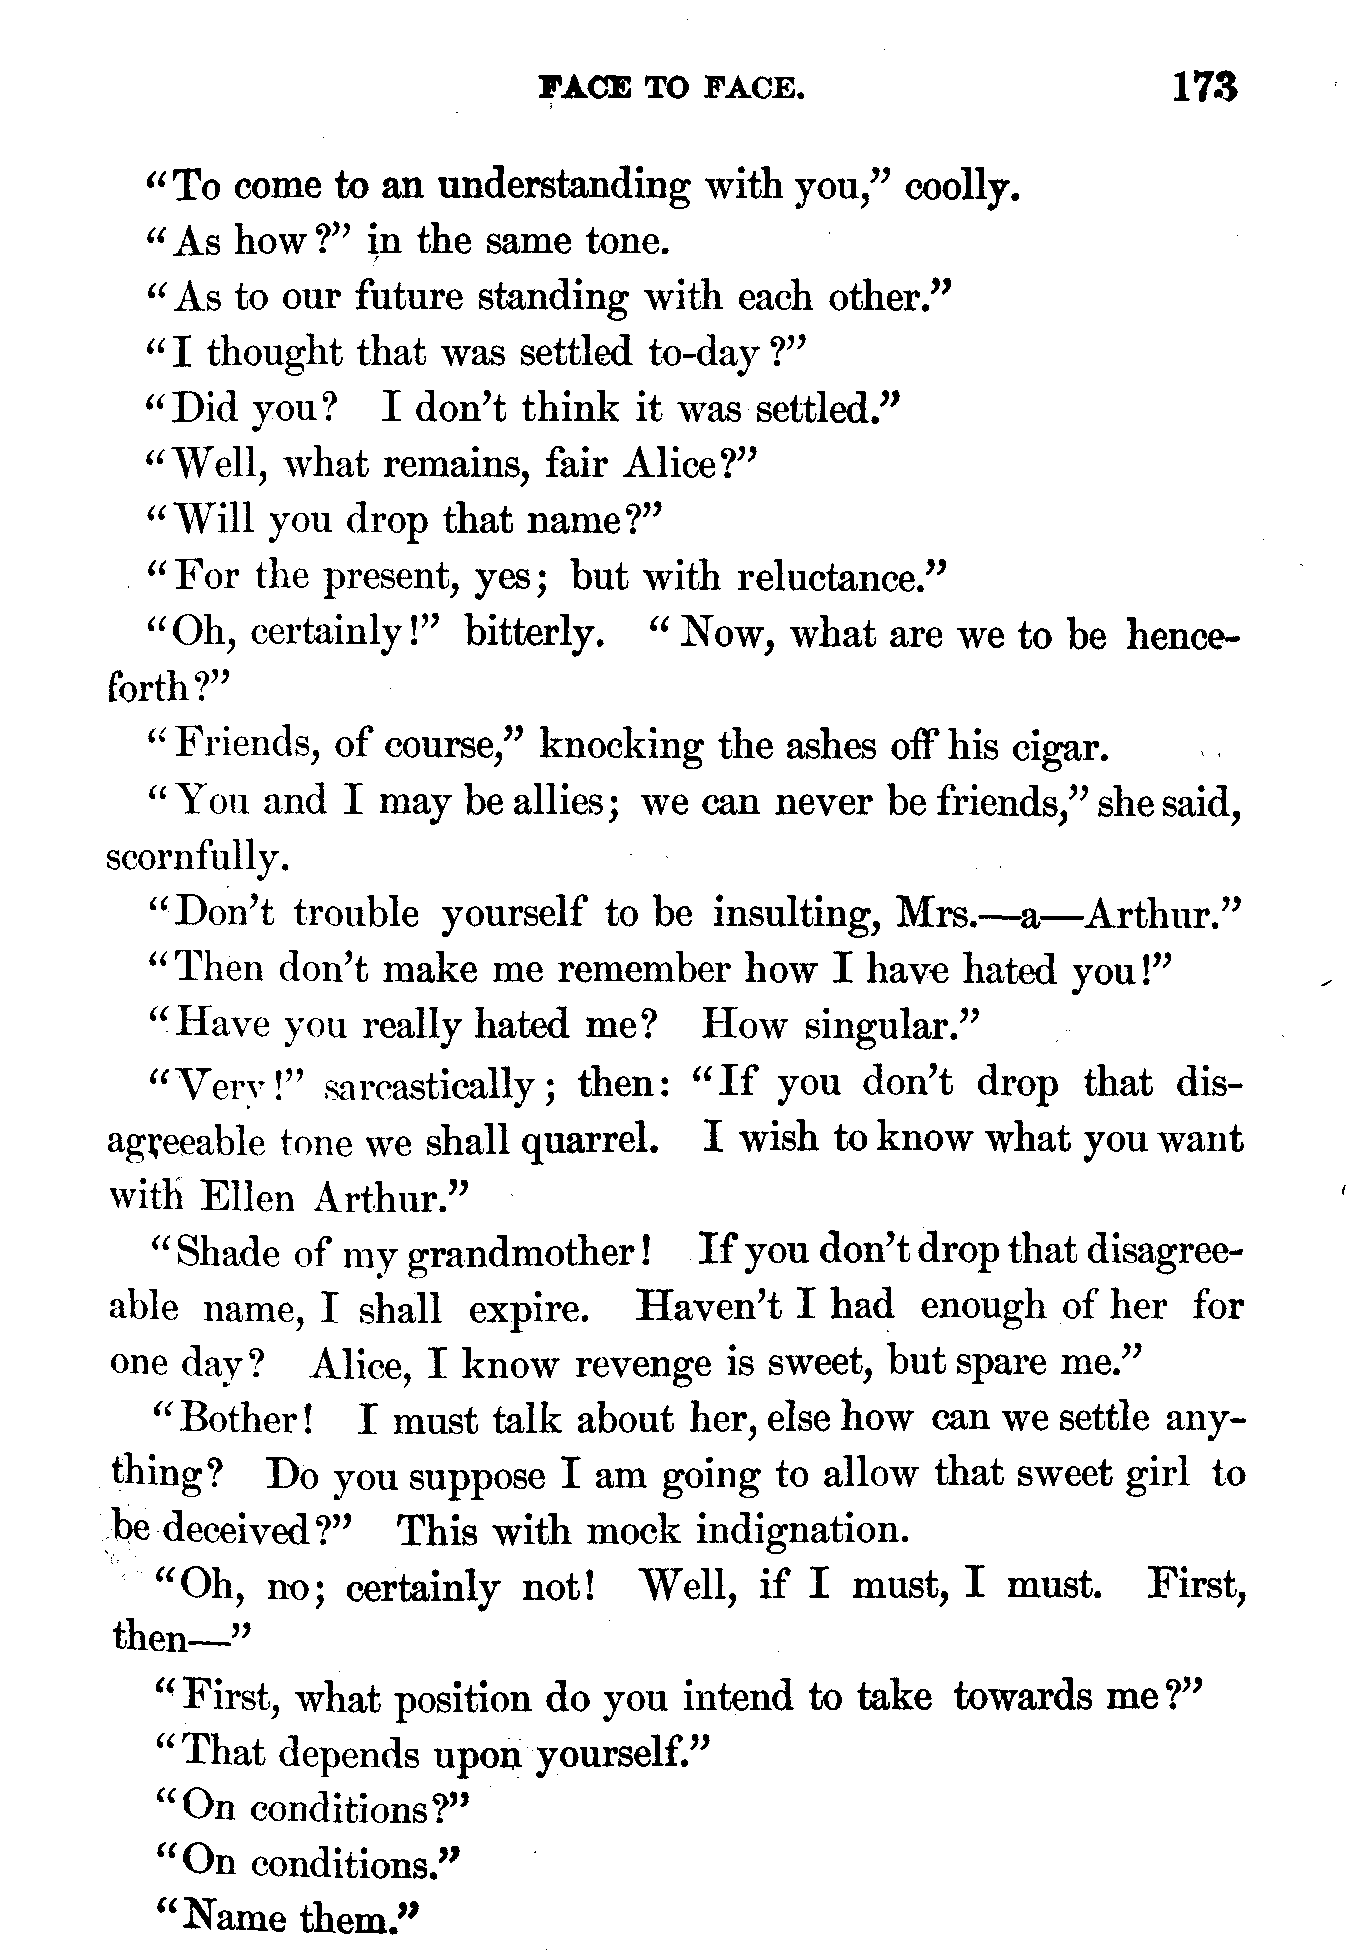 FACE TO FACE. 173
"To come to an understanding with you," coolly.
"As how?" in the same tone.
"As to our future standing with each other."
"I thought that was settled to-day?"
"Did you? I don't think it was settled."
"Well, what remains, fair Alice?"
"Will you drop that name?"
"For the present, yes; but with reluctance."
"Oh, certainly!" bitterly. "Now, what are we to be hence-
forth?"
"Friends, of course," knocking the ashes off his cigar.
"You and I may be allies; we can never be friends," she said,
scornfully.
"Don't trouble yourself to be insulting, Mrs.—a—Arthur."
"Then don't make me remember how I have hated you!"
"Have you really hated me? How singular."
"Very!" sarcastically; then: "If you don't drop that dis-
agreeable tone we shall quarrel. I wish to know what you want
with Ellen Arthur."
"Shade of my grandmother! If you don't drop that disagree-
able name, I shall expire. Haven't I had enough of her for
one day? Alice, I know revenge is sweet, but spare me."
"Bother! I must talk about her, else how can we settle any-
thing? Do you suppose I am going to allow that sweet girl to
be deceived?" This with mock indignation.
"Oh, no; certainly not! Well, if I must, I must. First,
then—"
"First, what position do you intend to take towards me?"
"That depends upon yourself."
"On conditions?"
"On conditions."
"Name them."